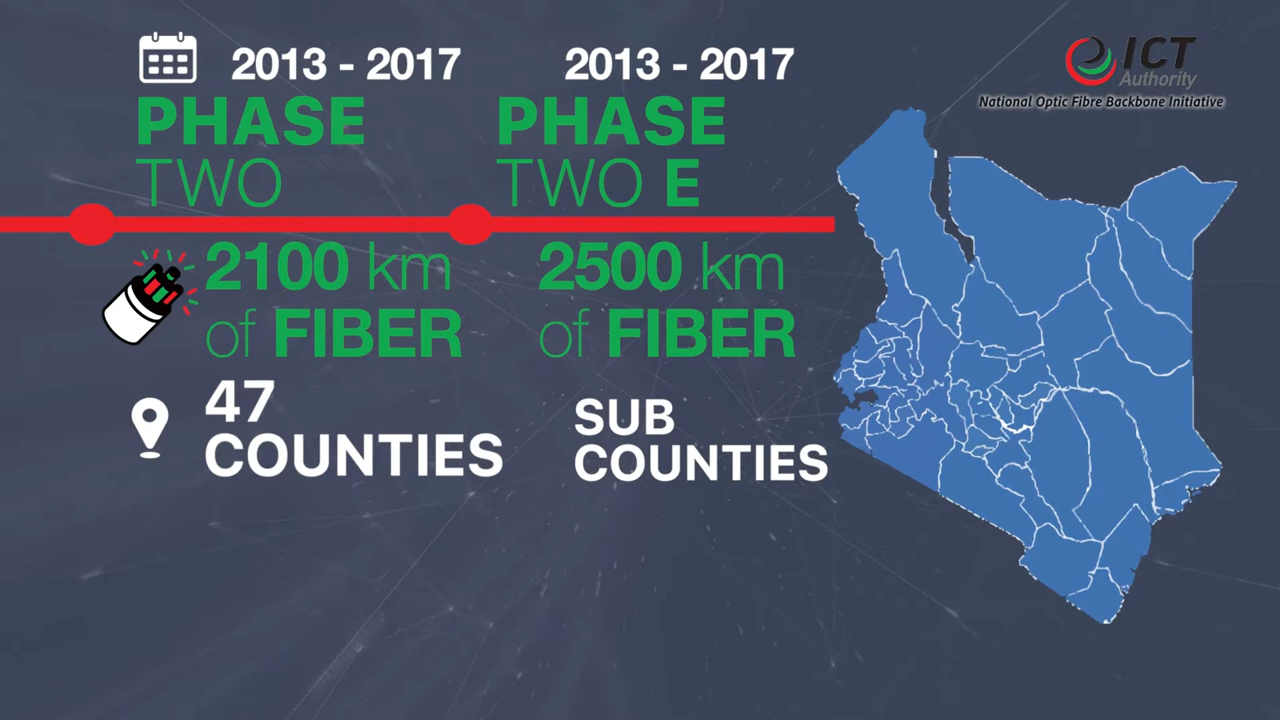 2013 - 2017
PHASE
TWO
2100 km
of FIBER
47
COUNTIES
2013 - 2017
PHASE
TWO E
2500 km
of FIBER
SUB
COUNTIES
ICT
Authority
National Optic Fibre Backbone Initiative